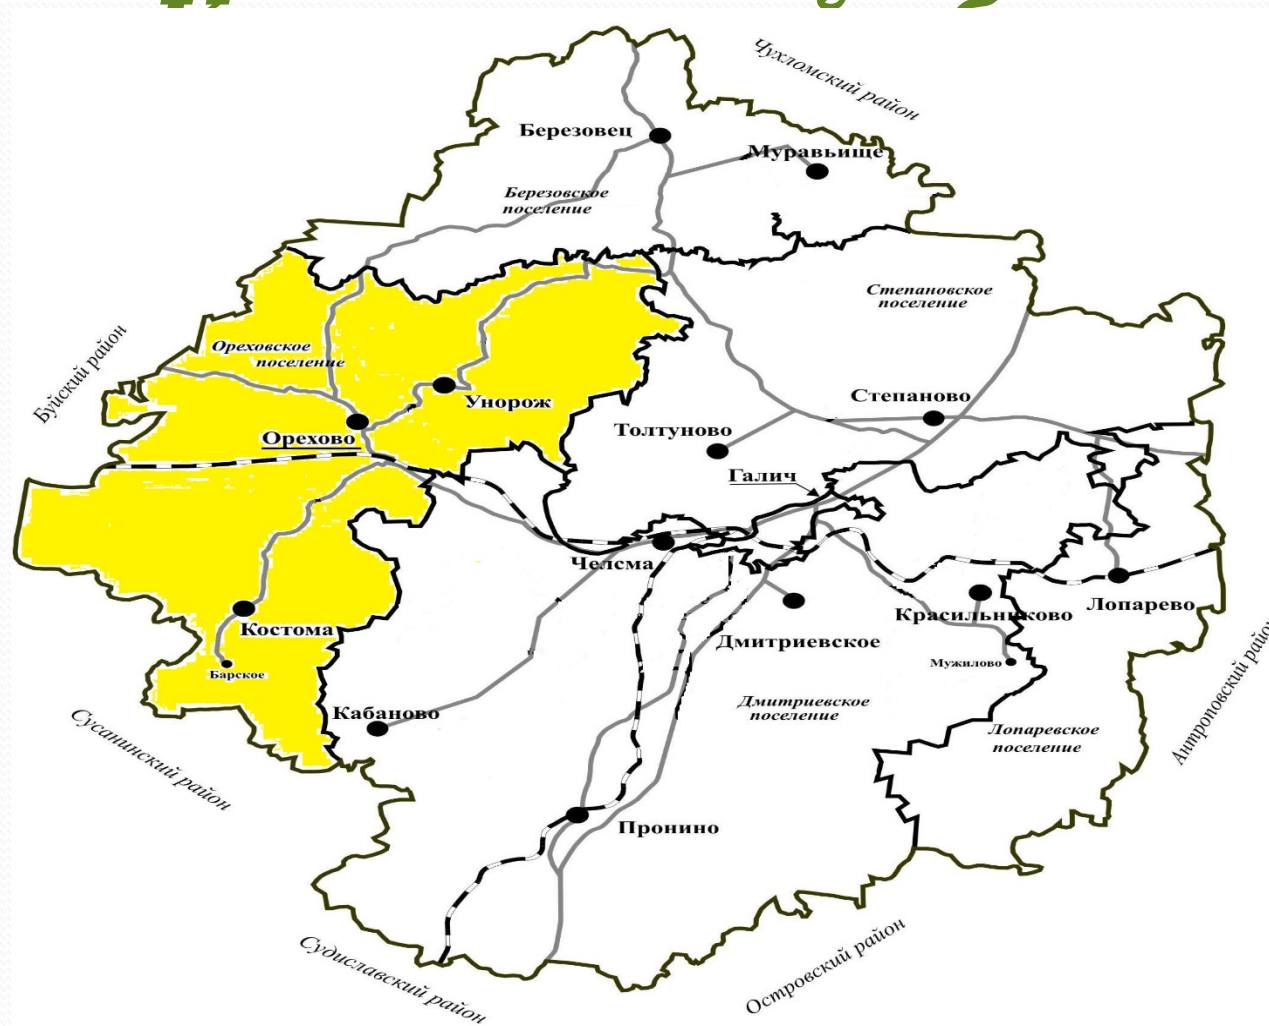 Чухломский район
Березовец
Муравьище
Березовское
поселение
Степановское
поселение
Буйский район
Ореховское
поселение
Унорож
Степаново
Орехово
Толтуново
Галич
Челсма
Костома
Красильниково
Лопарево
Дмитриевское
Барское
Мужилово
Кабаново
Дмитриевское
поселение
Лопаревское
поселение
Антроповский район
Сусанинский район
Пронино
Судиславский район
Островский район